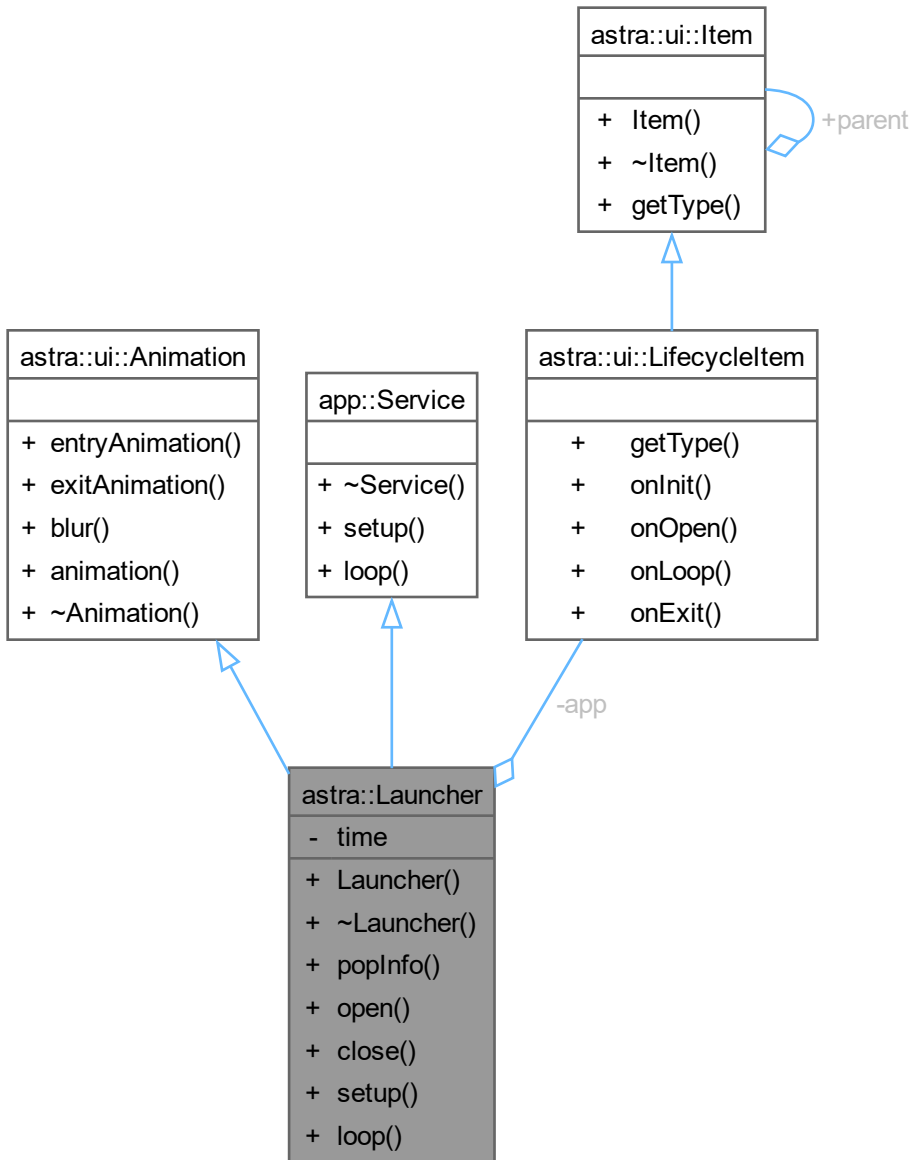 astra::ui::Item
+ Item()
+ ~Item()
+ getType()
+parent
astra::ui::Animation
+ entryAnimation()
+ exitAnimation()
+ blur()
+ animation()
+ ~Animation()
app::Service
+ ~Service()
+ setup()
+ loop()
astra::ui::LifecycleItem
+ getType()
+ onInit()
+ onOpen()
+ onLoop()
+ onExit()
-app
astra::Launcher
- time
+ Launcher()
+ ~Launcher()
+ popInfo()
+ open()
+ close()
+ setup()
+ loop()